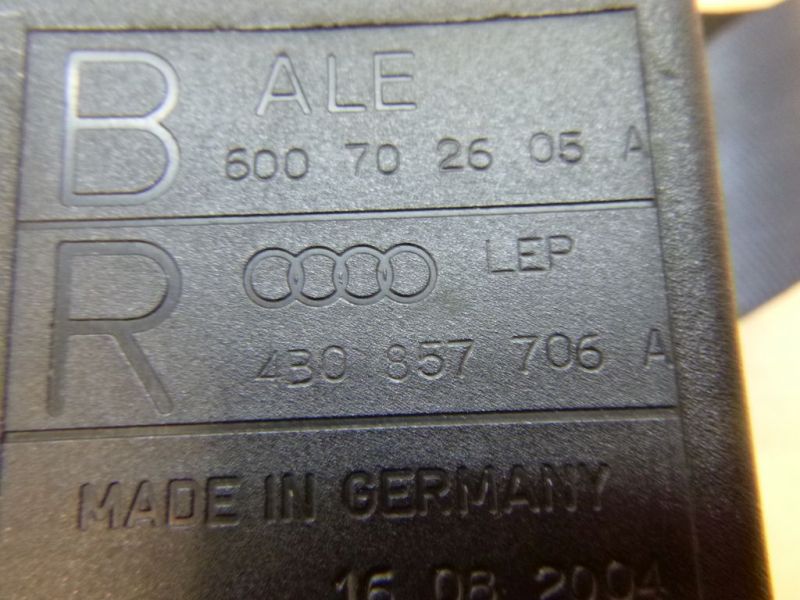 B ALE
600 70 26 05 A
R LEP
4B0 857 706 A
MADE IN GERMANY
16 08 2004